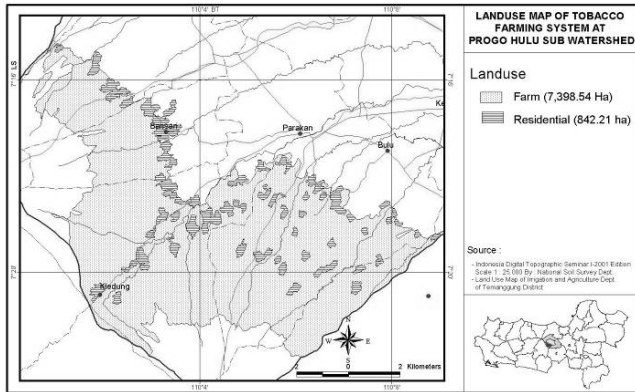 110°4' BT
110°8'
LANDUSE MAP OF TOBACCO
FARMING SYSTEM AT
PROGO HULU SUB WATERSHED
7°16' LS
7°16'
Landuse
Farm (7,398.54 Ha)
Residential (842.21 ha)
Bansari
Parakan
Ke
Bulu
Kledung
7°20'
7°20'
Source :
- Indonesia Digital Topographic Seminar I-2001 Edition
Scale 1 : 25.000 By : National Soil Survey Dept.
- Land Use Map of Irrigation and Agriculture Dept.
of Temanggung District
N
W
E
S
2 0 2 Kilometers
110°4'
110°8'